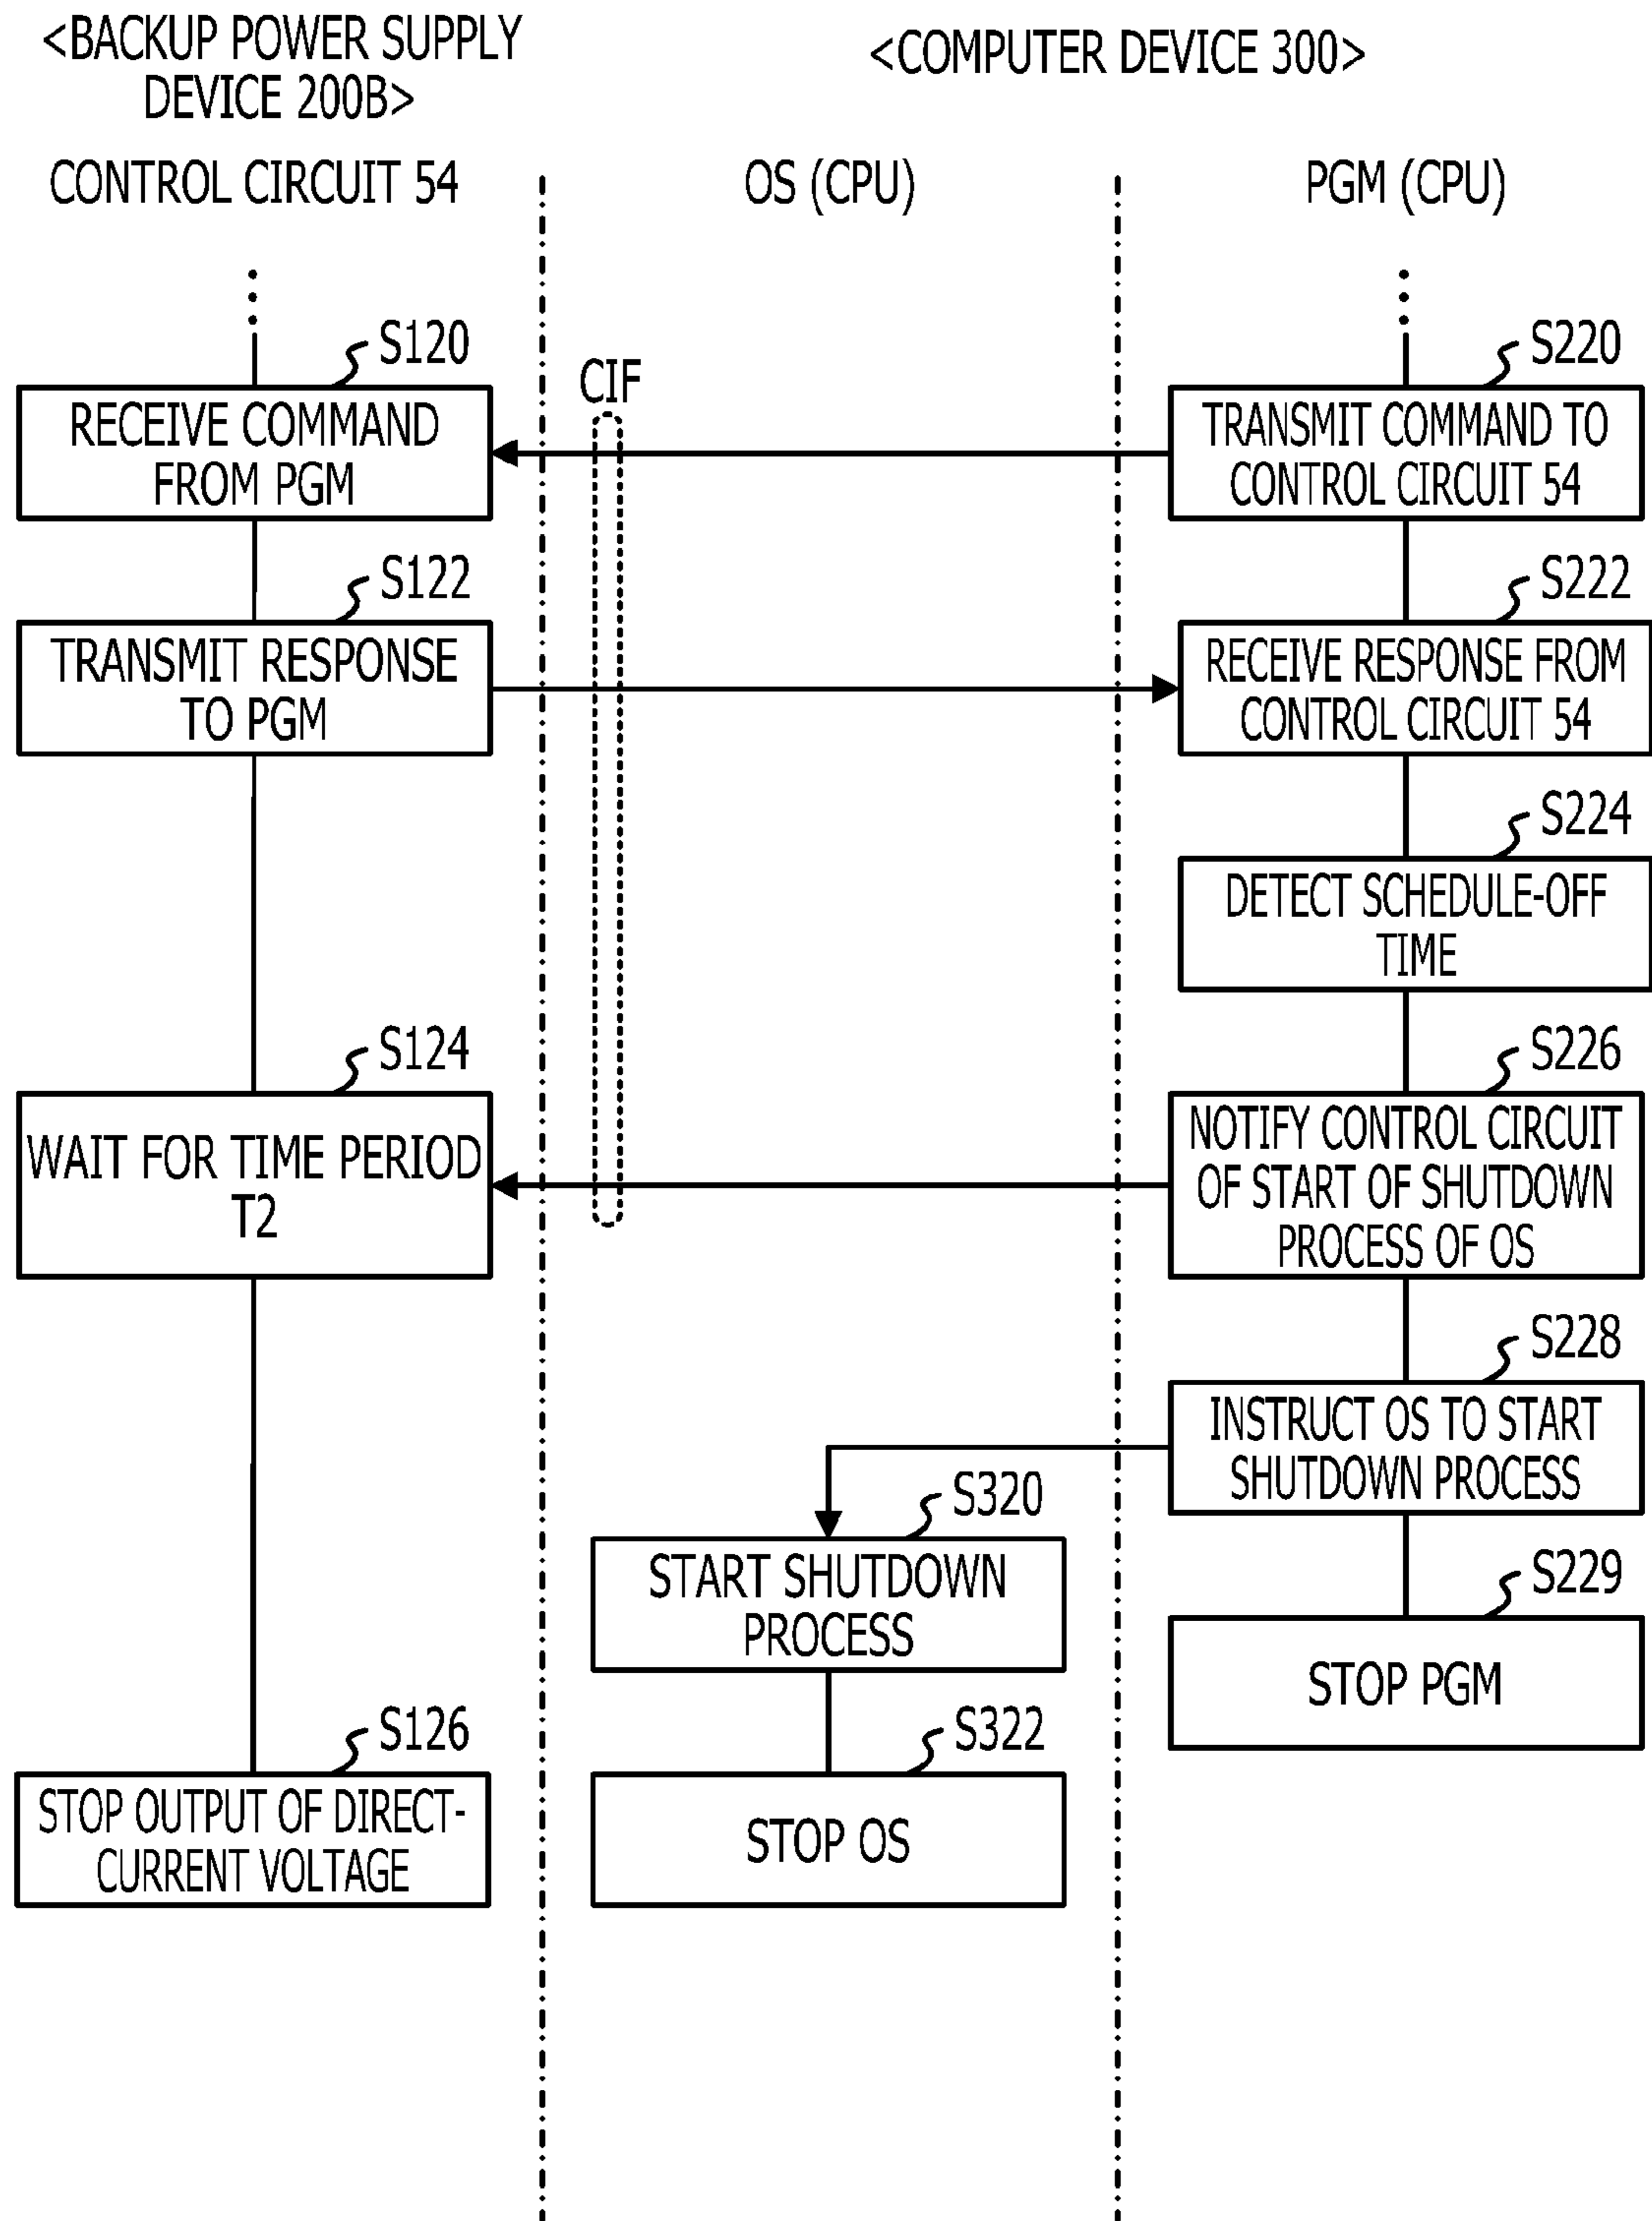 <BACKUP POWER SUPPLY
DEVICE 200B>
<COMPUTER DEVICE 300>
CONTROL CIRCUIT 54
OS (CPU)
PGM (CPU)
S120
S220
CIF
RECEIVE COMMAND
FROM PGM
TRANSMIT COMMAND TO
CONTROL CIRCUIT 54
S122
S222
TRANSMIT RESPONSE
TO PGM
RECEIVE RESPONSE FROM
CONTROL CIRCUIT 54
S224
DETECT SCHEDULE-OFF
TIME
S124
S226
WAIT FOR TIME PERIOD
T2
NOTIFY CONTROL CIRCUIT
OF START OF SHUTDOWN
PROCESS OF OS
S228
INSTRUCT OS TO START
SHUTDOWN PROCESS
S320
START SHUTDOWN
PROCESS
S229
STOP PGM
S126
S322
STOP OUTPUT OF DIRECT-
CURRENT VOLTAGE
STOP OS